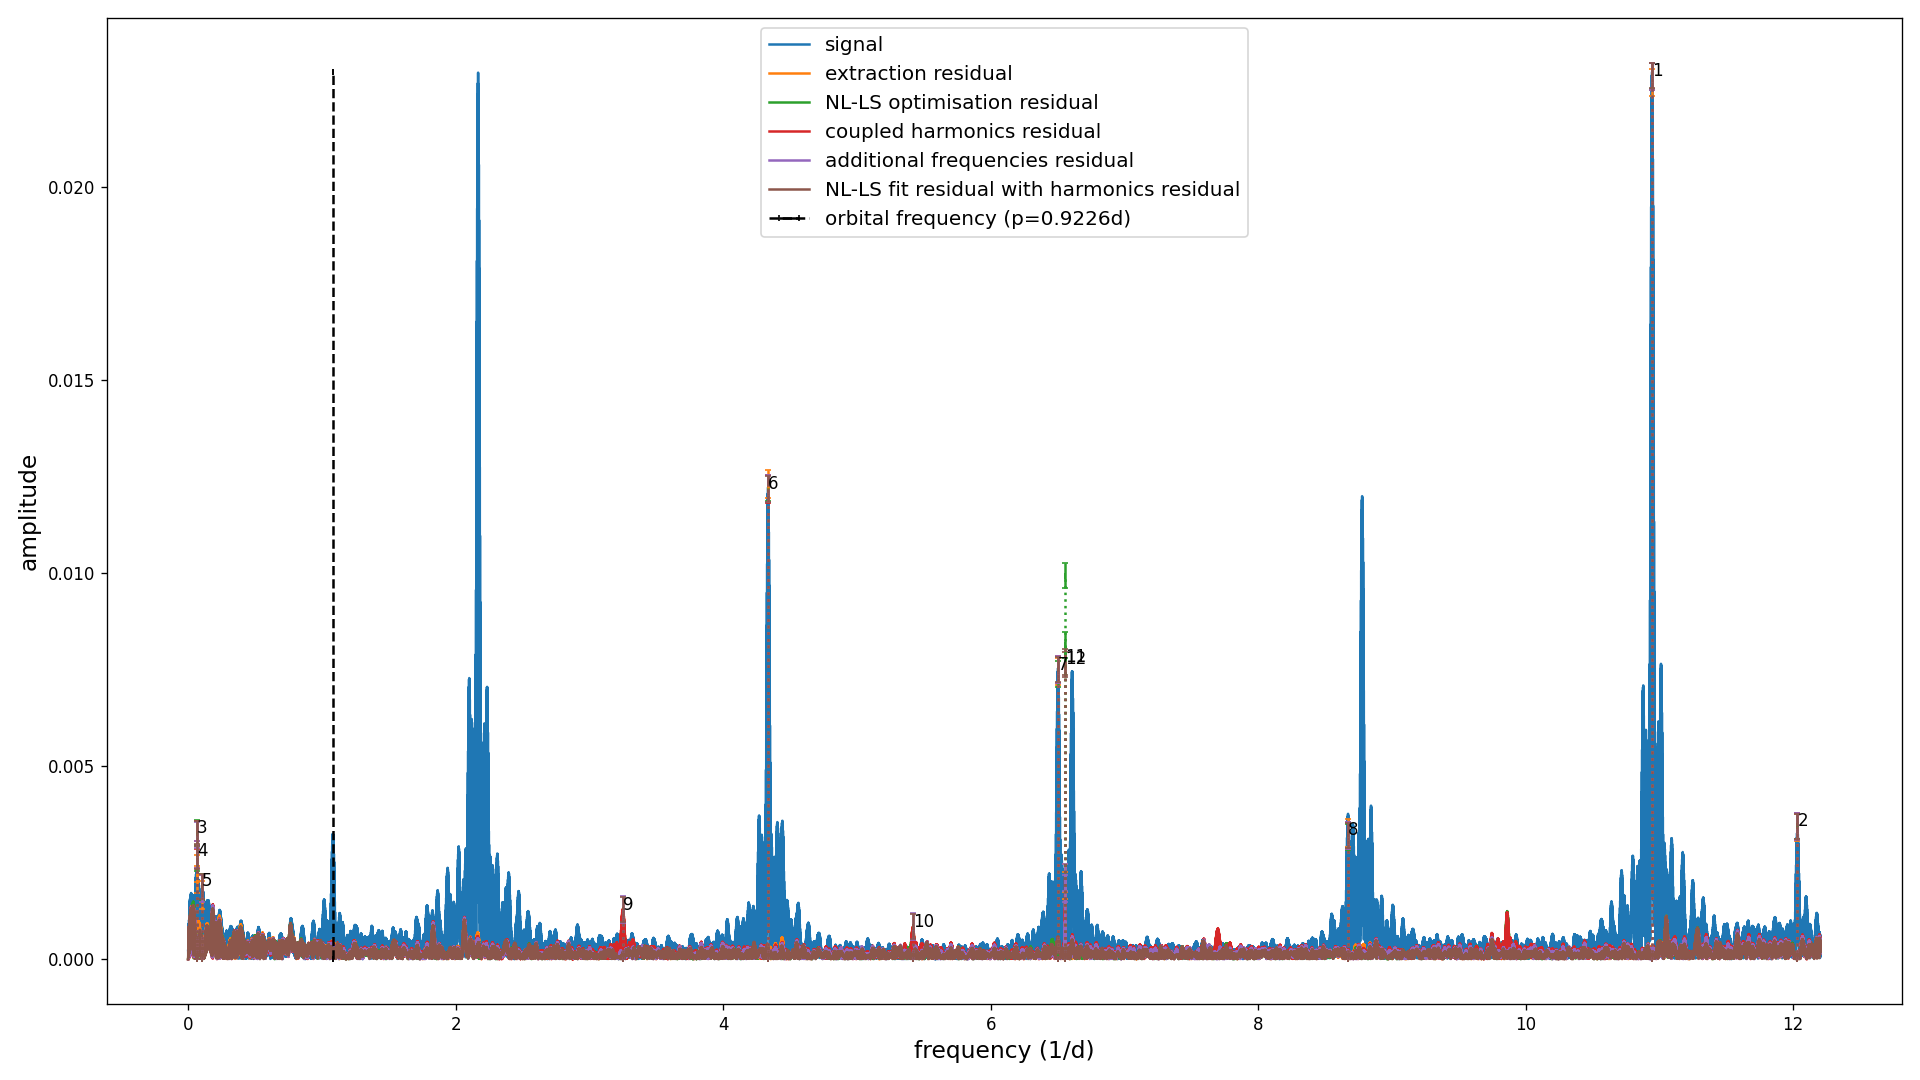 signal
extraction residual
NL-LS optimisation residual
coupled harmonics residual
additional frequencies residual
NL-LS fit residual with harmonics residual
orbital frequency (p=0.9226d)
amplitude
0.020
0.015
0.010
0.005
0.000
1
6
7
11
12
3
4
5
8
2
9
10
0 2 4 6 8 10 12
frequency (1/d)